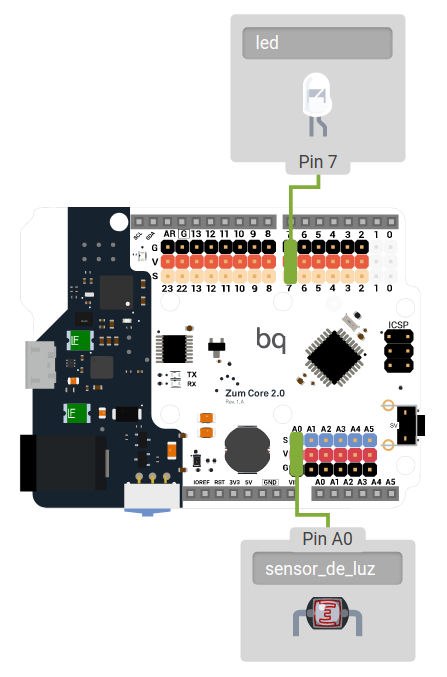 led
Pin 7
SCL SDA AR G 13 12 11 10 9 8 7 6 5 4 3 2 1 0
G
V
S
23 22 13 12 11 10 9 8 7 6 5 4 3 2 1 0
ICSP
bq
TX
RX
Zum Core 2.0
Rev. 1. A
5V
A0 A1 A2 A3 A4 A5
S
V
G
IOREF RST 3V3 5V GND A0 A1 A2 A3 A4 A5
Pin A0
sensor_de_luz